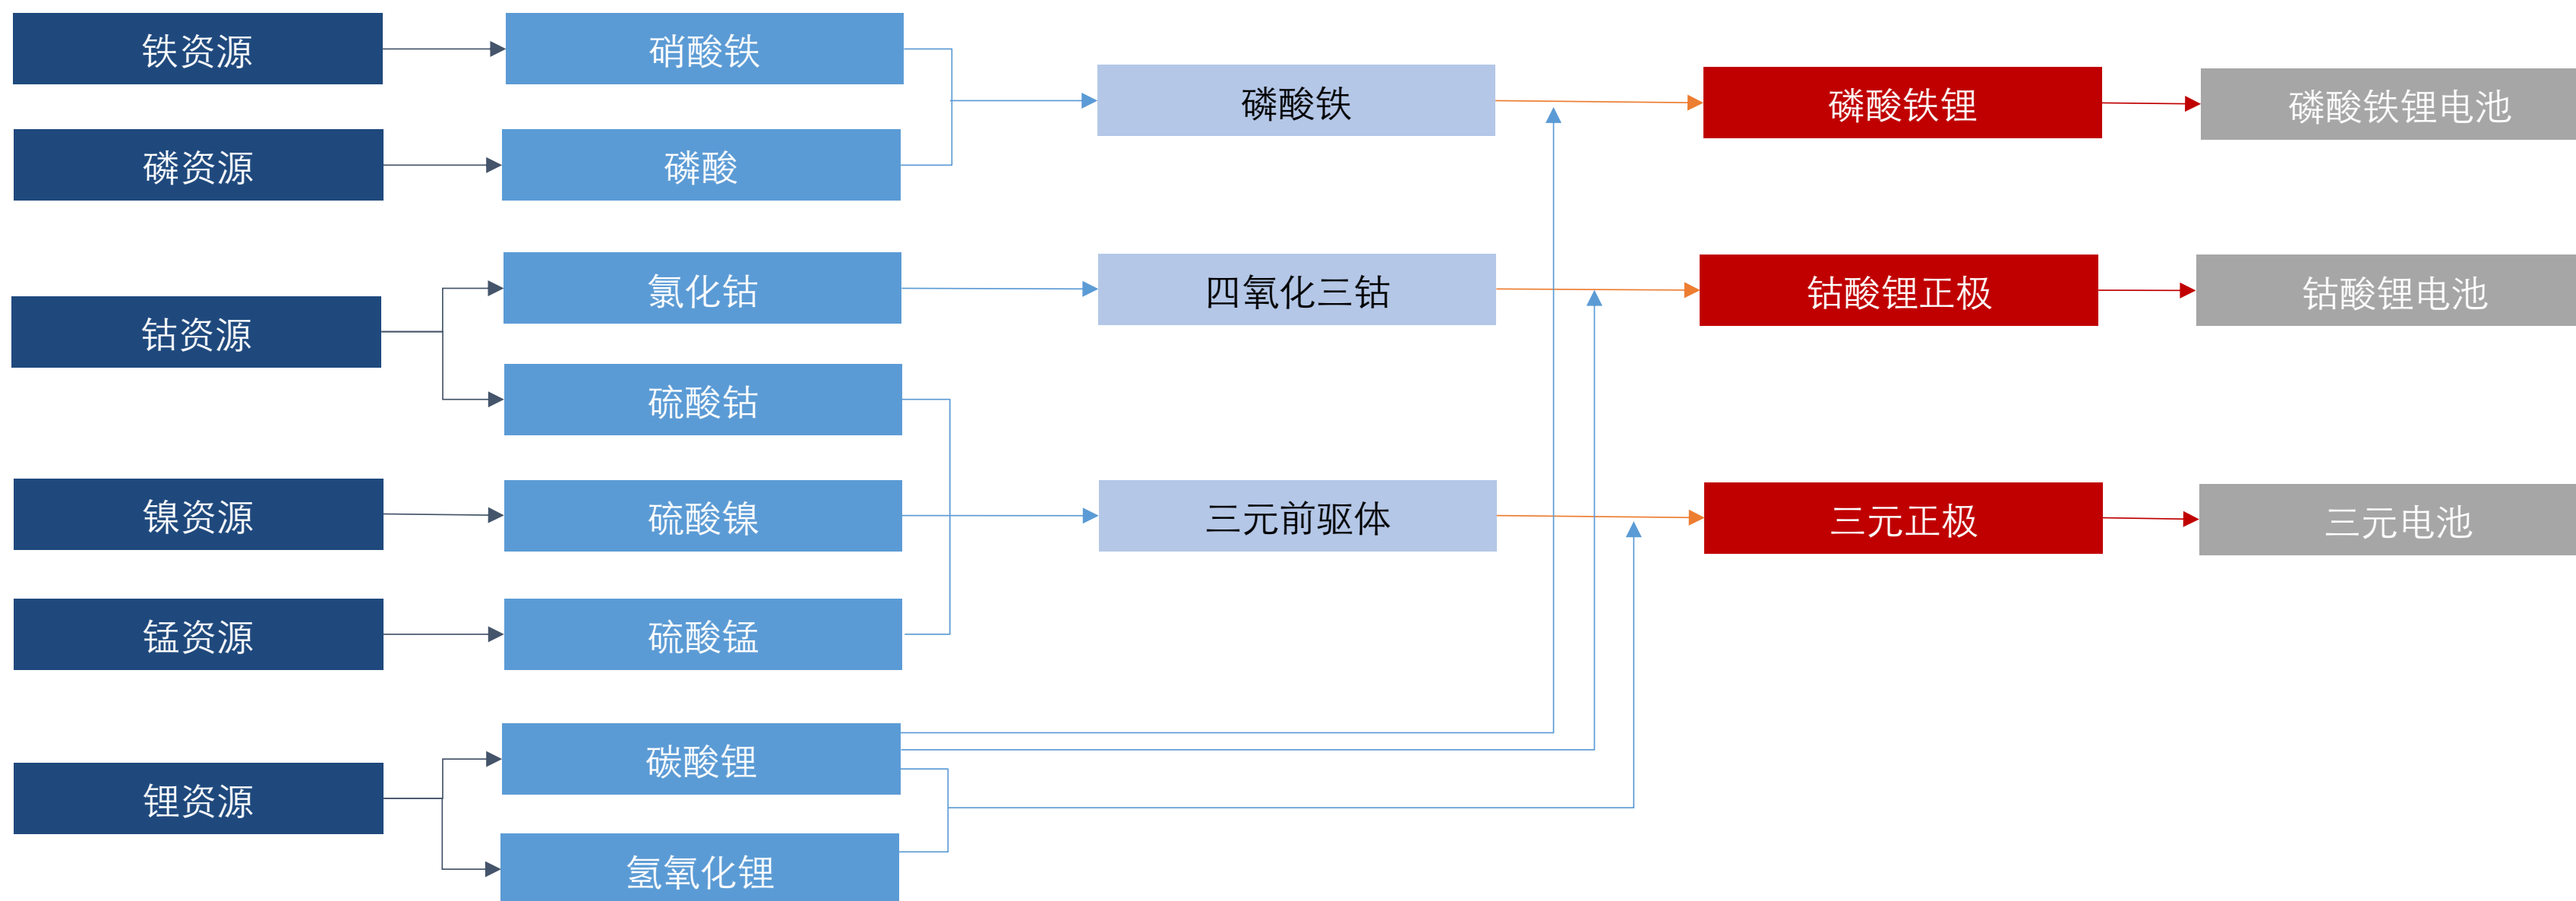 铁资源
硝酸铁
磷酸铁
磷酸铁锂
磷酸铁锂电池
磷资源
磷酸
钴资源
氯化钴
四氧化三钴
钴酸锂正极
钴酸锂电池
硫酸钴
镍资源
硫酸镍
三元前驱体
三元正极
三元电池
锰资源
硫酸锰
锂资源
碳酸锂
氢氧化锂